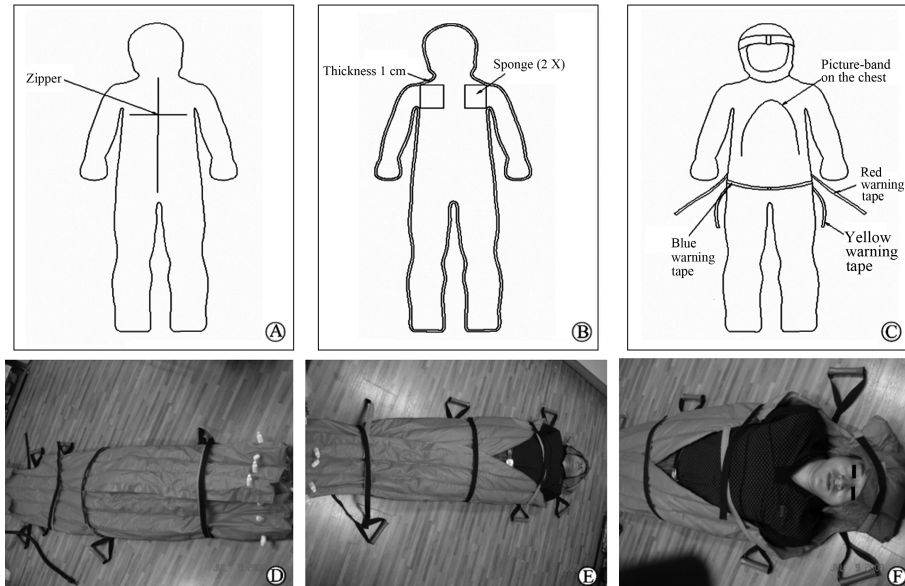 Zipper
A
Thickness 1 cm
Sponge (2 X)
B
Picture-band
on the chest
Red
warning
tape
Blue
warning
tape
Yellow
warning
tape
C
D
E
F